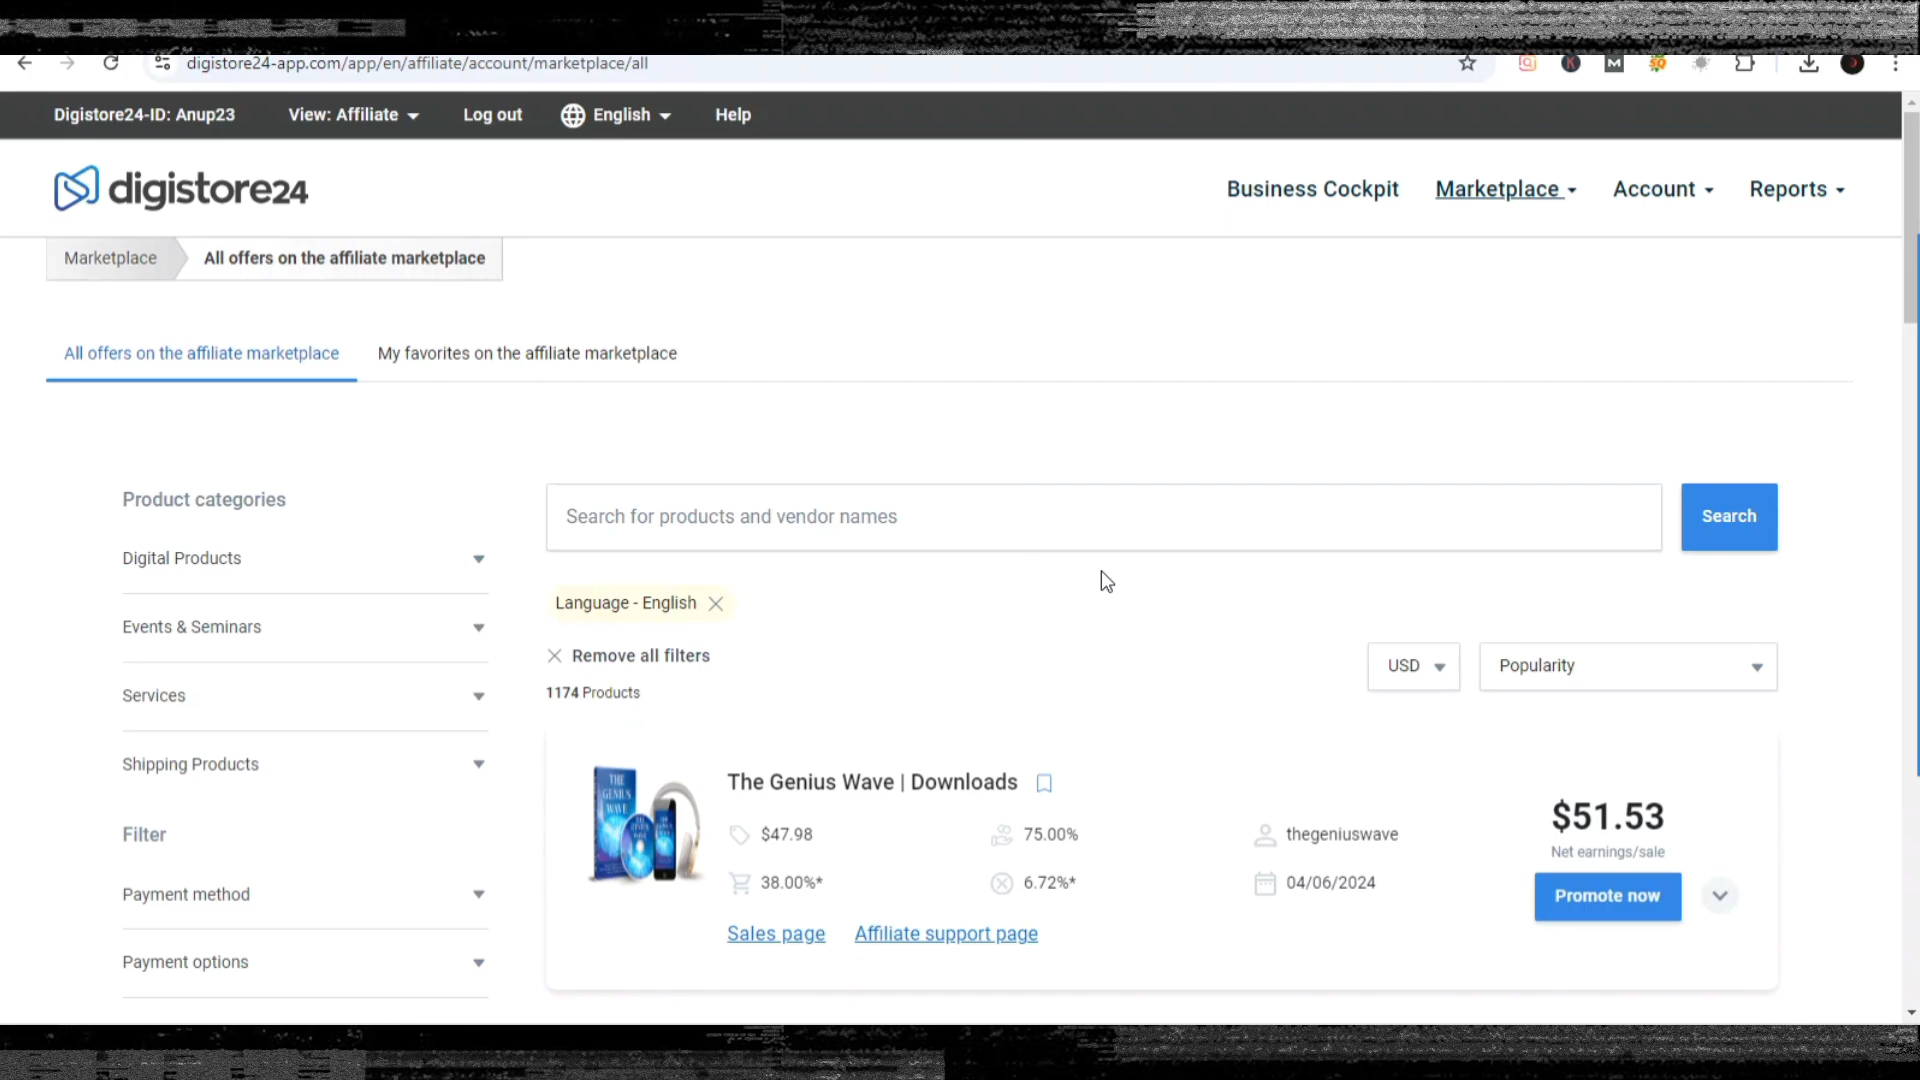 digistore24-app.com/app/en/affiliate/account/marketplace/all
Digistore24-ID: Anup23 View: Affiliate Log out English Help
digistore24
Business Cockpit Marketplace Account Reports
Marketplace All offers on the affiliate marketplace
All offers on the affiliate marketplace My favorites on the affiliate marketplace
Product categories
Digital Products
Events & Seminars
Services
Shipping Products
Filter
Payment method
Payment options
Search for products and vendor names
Search
Language - English
Remove all filters
1174 Products
USD
Popularity
THE
GENIUS
WAVE
The Genius Wave | Downloads
$47.98 75.00% thegeniuswave
38.00%* 6.72%* 04/06/2024
Sales page Affiliate support page
$51.53
Net earnings/sale
Promote now